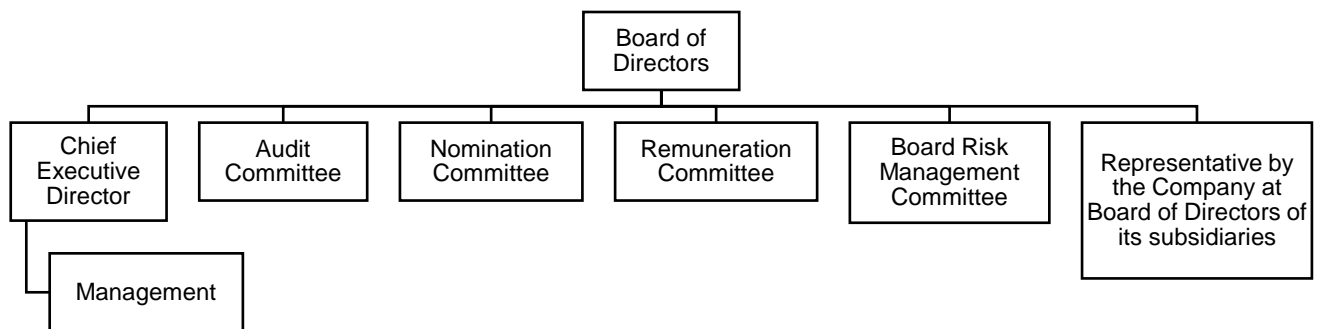 Board of
Directors
Chief
Executive
Director
Audit
Committee
Nomination
Committee
Remuneration
Committee
Board Risk
Management
Committee
Representative by
the Company at
Board of Directors of
its subsidiaries
Management